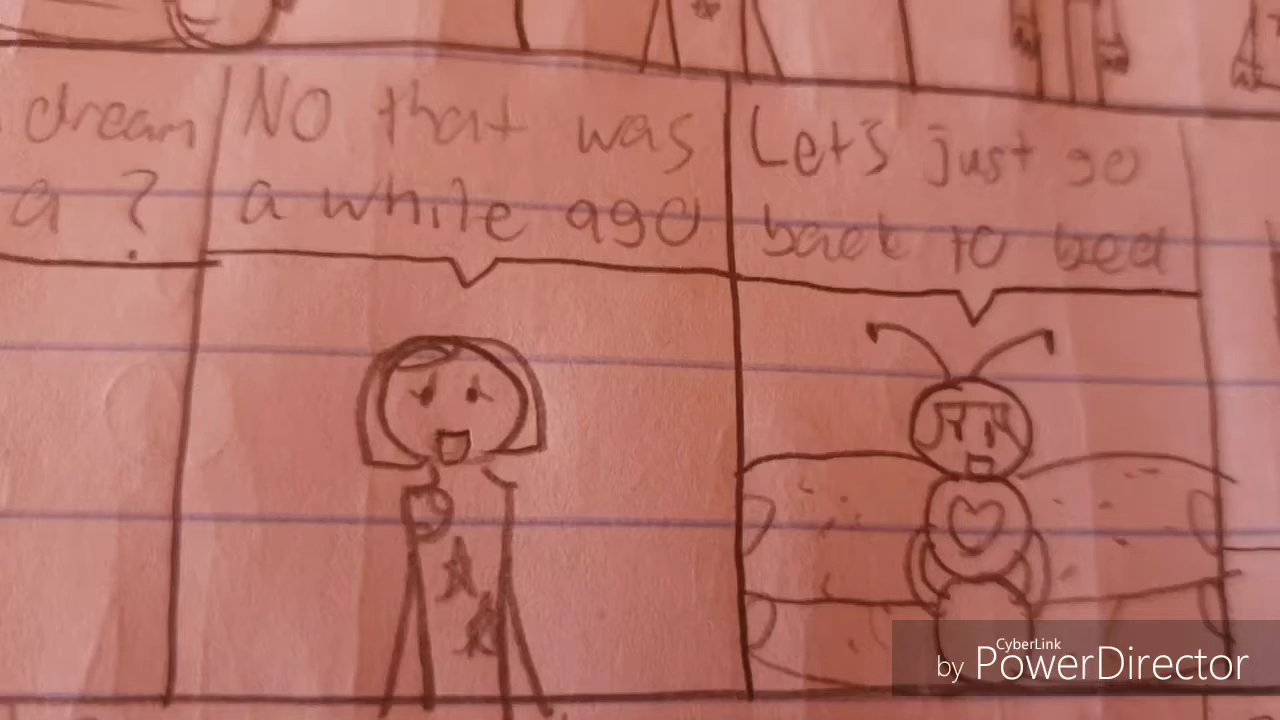 dream
a?
No that was
a while ago
Let's just go
back to bed
CyberLink
by PowerDirector